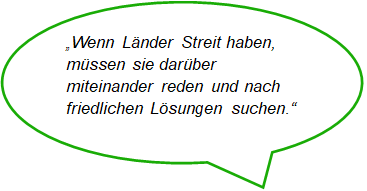 „Wenn Länder Streit haben,
müssen sie darüber
miteinander reden und nach
friedlichen Lösungen suchen.“